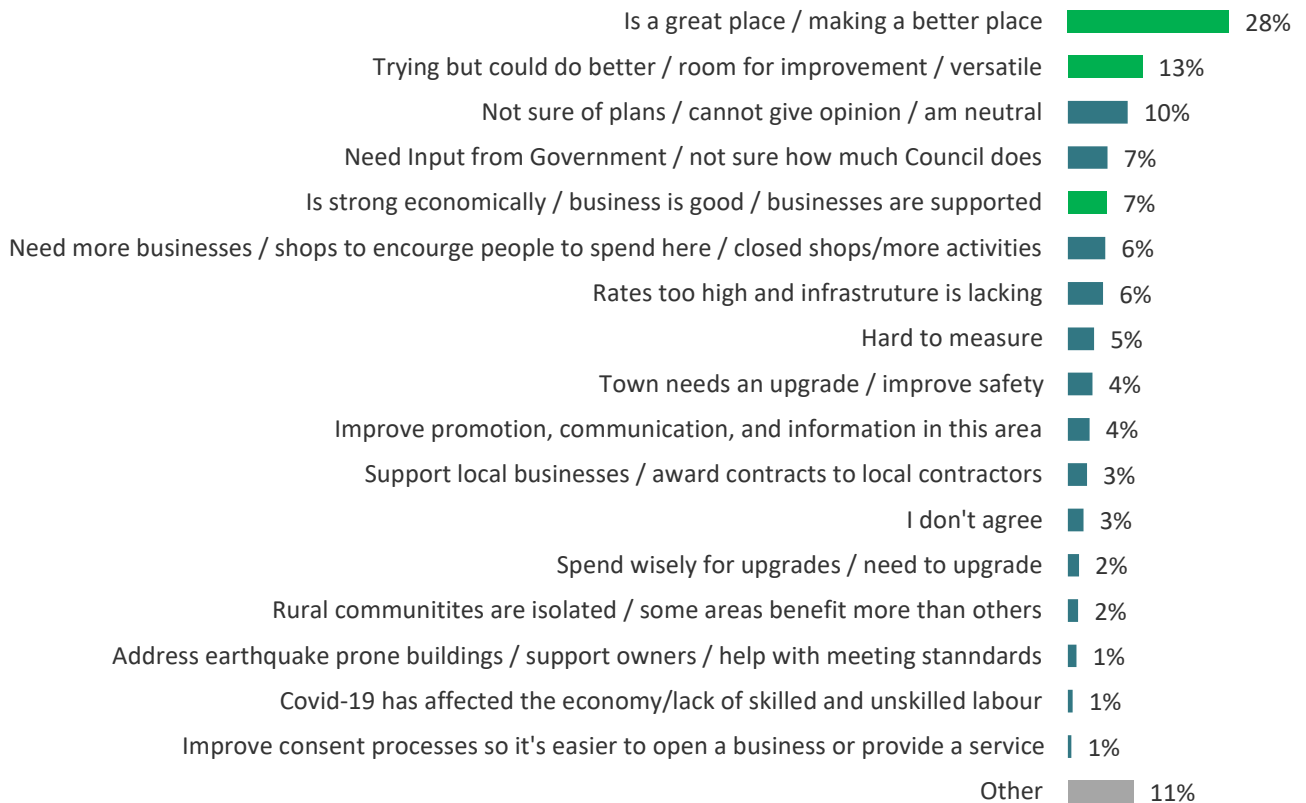 Is a great place / making a better place 28%
Trying but could do better / room for improvement / versatile 13%
Not sure of plans / cannot give opinion / am neutral 10%
Need Input from Government / not sure how much Council does 7%
Is strong economically / business is good / businesses are supported 7%
Need more businesses / shops to encourge people to spend here / closed shops/more activities 6%
Rates too high and infrastruture is lacking 6%
Hard to measure 5%
Town needs an upgrade / improve safety 4%
Improve promotion, communication, and information in this area 4%
Support local businesses / award contracts to local contractors 3%
I don't agree 3%
Spend wisely for upgrades / need to upgrade 2%
Rural communitites are isolated / some areas benefit more than others 2%
Address earthquake prone buildings / support owners / help with meeting stanndards 1%
Covid-19 has affected the economy/lack of skilled and unskilled labour 1%
Improve consent processes so it's easier to open a business or provide a service 1%
Other 11%